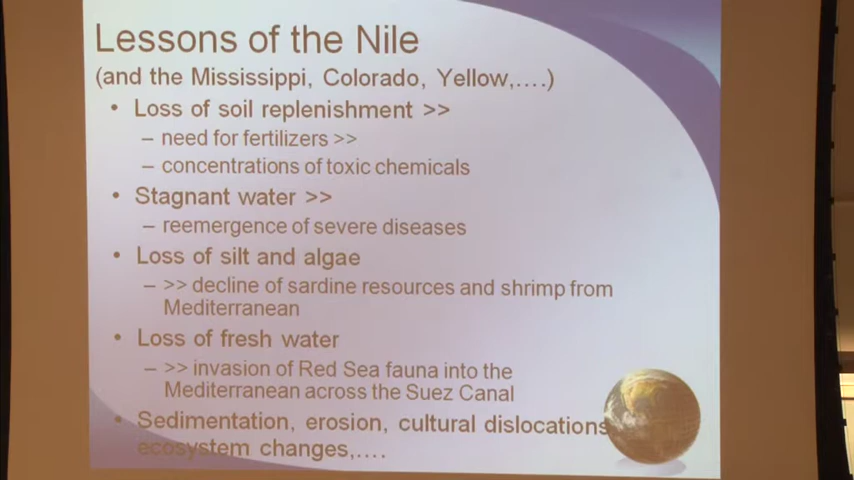 Lessons of the Nile
(and the Mississippi, Colorado, Yellow,....)
• Loss of soil replenishment >>
– need for fertilizers >>
– concentrations of toxic chemicals
• Stagnant water >>
– reemergence of severe diseases
• Loss of silt and algae
– >> decline of sardine resources and shrimp from
Mediterranean
• Loss of fresh water
– >> invasion of Red Sea fauna into the
Mediterranean across the Suez Canal
• Sedimentation, erosion, cultural dislocations
ecosystem changes,....